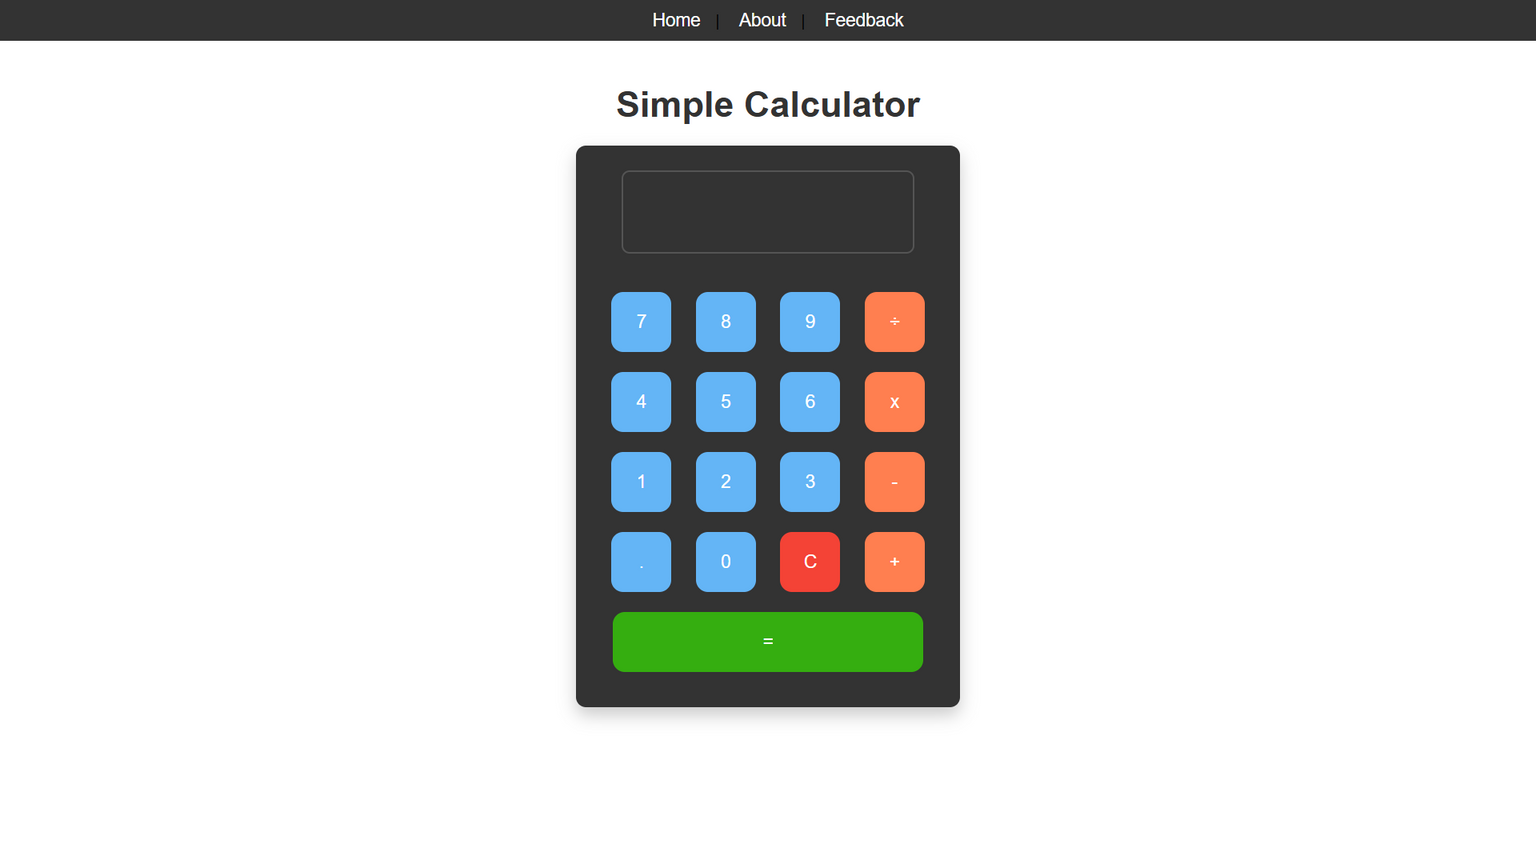 Home | About | Feedback
Simple Calculator
7 8 9 ÷
4 5 6 x
1 2 3 -
. 0 C +
=